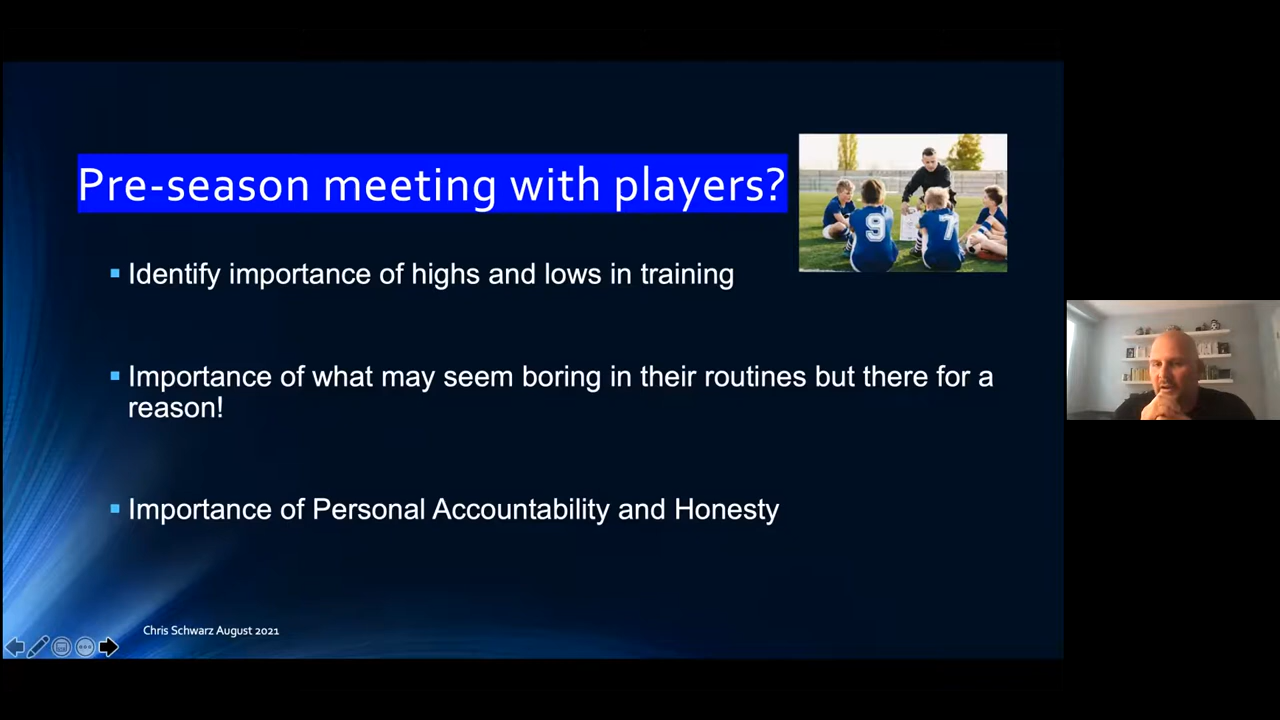 Pre-season meeting with players?
9
7
Identify importance of highs and lows in training
Importance of what may seem boring in their routines but there for a
reason!
Importance of Personal Accountability and Honesty
Chris Schwarz August 2021